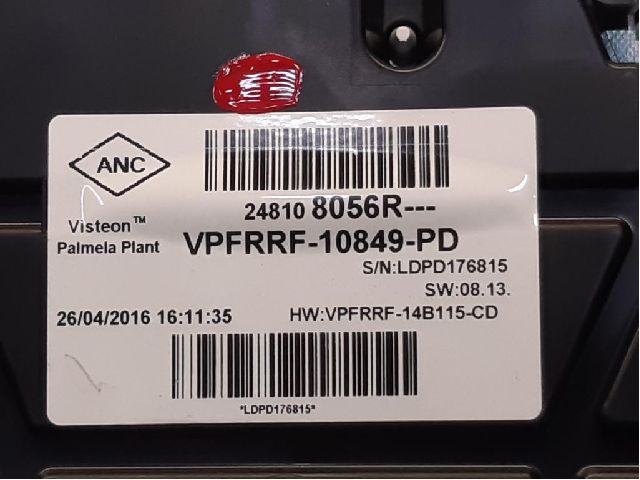 ANC
24810 8056R---
Visteon™
Palmela Plant
VPFRRF-10849-PD
S/N:LDPD176815
SW:08.13.
26/04/2016 16:11:35
HW:VPFRRF-14B115-CD
*LDPD176815*